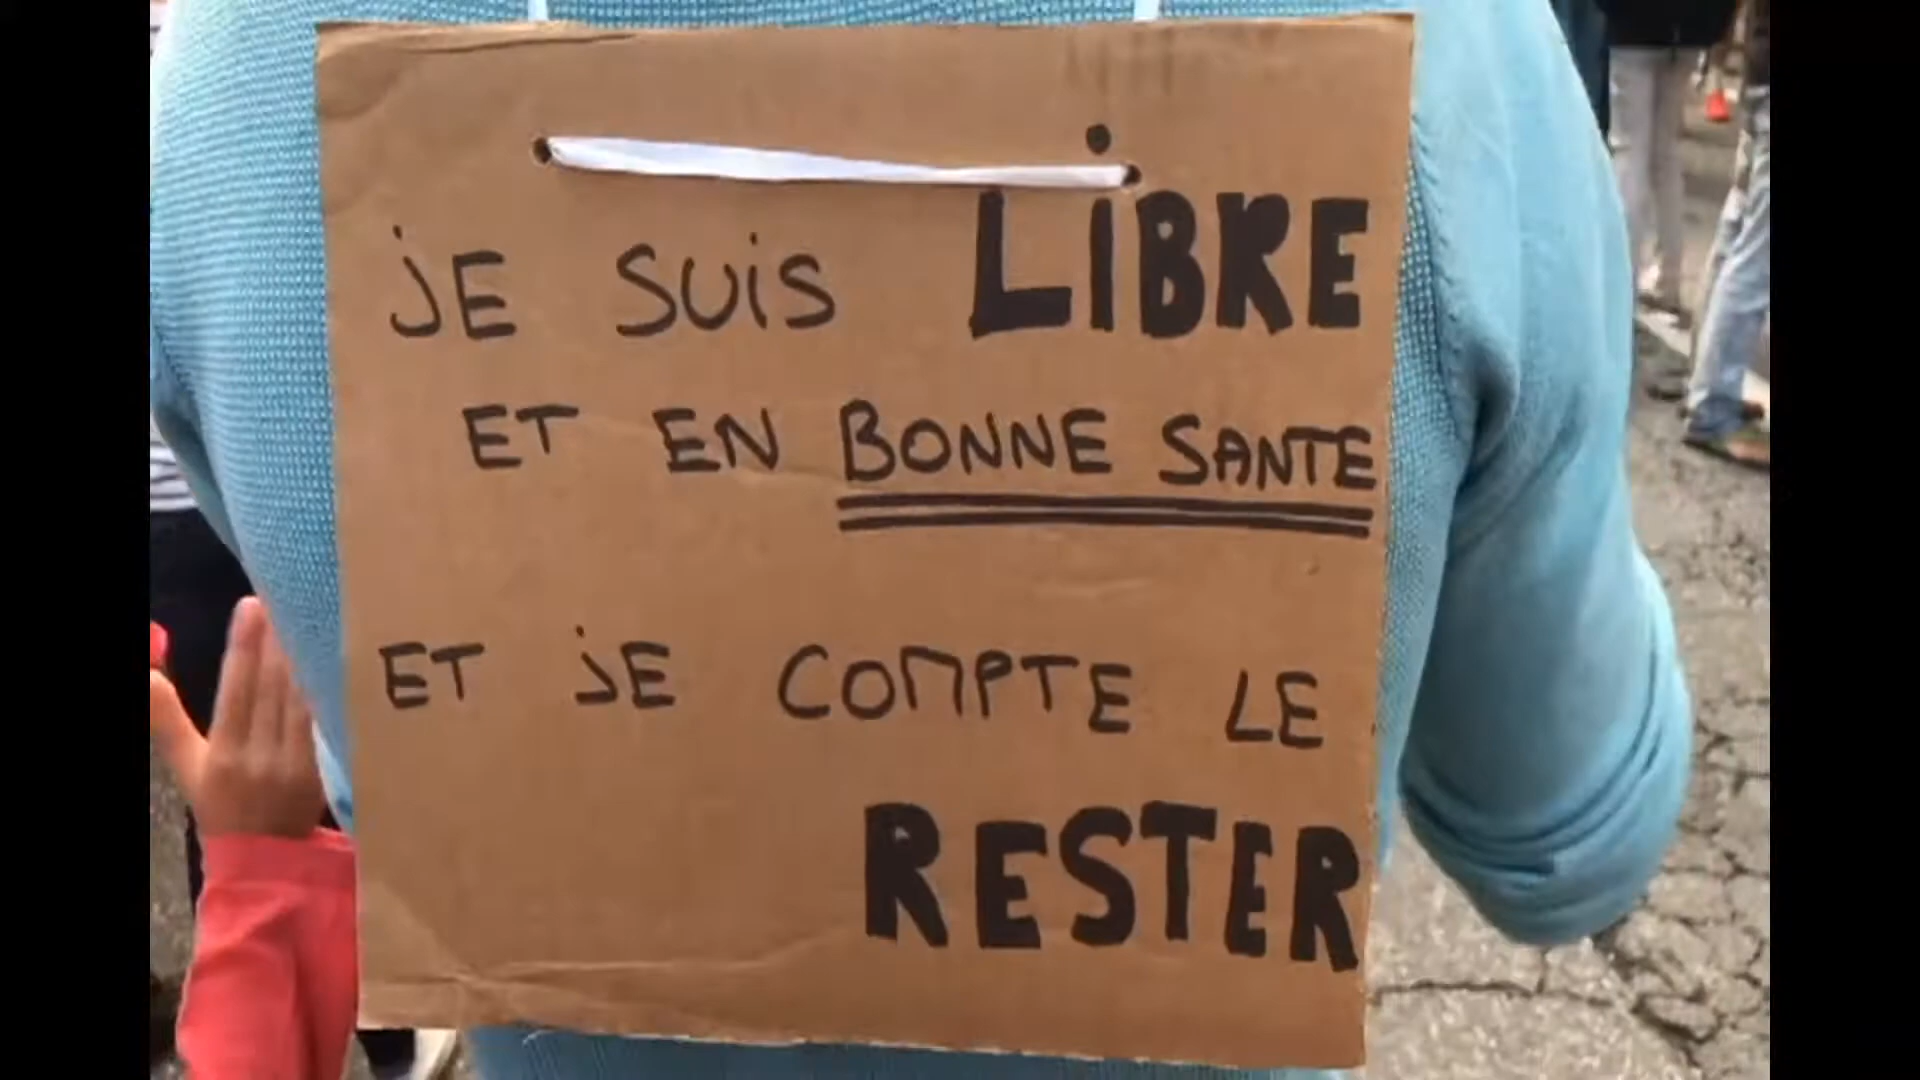 jE SUiS LiBRE
ET EN BONNE SANTE
ET jE COMPTE LE
RESTER